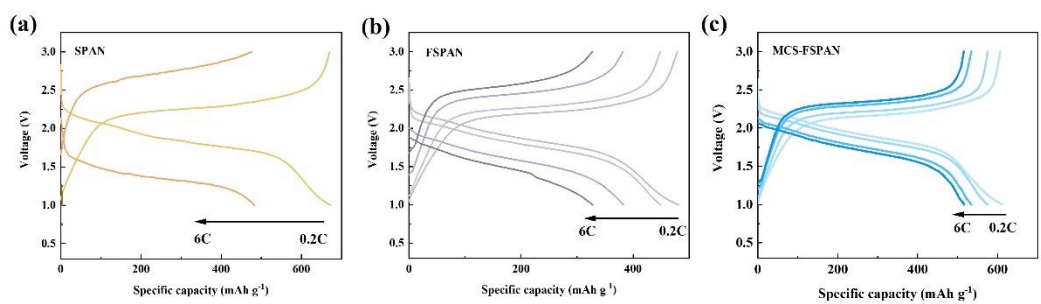 (a)
SPAN
3.0
2.5
2.0
1.5
1.0
0.5
Voltage (V)
6C
0.2C
0 200 400 600
Specific capacity (mAh g⁻¹)
(b)
FSPAN
3.0
2.5
2.0
1.5
1.0
0.5
Voltage (V)
6C
0.2C
0 200 400
Specific capacity (mAh g⁻¹)
(c)
MCS-FSPAN
3.0
2.5
2.0
1.5
1.0
0.5
Voltage (V)
6C
0.2C
0 200 400 600
Specific capacity (mAh g⁻¹)